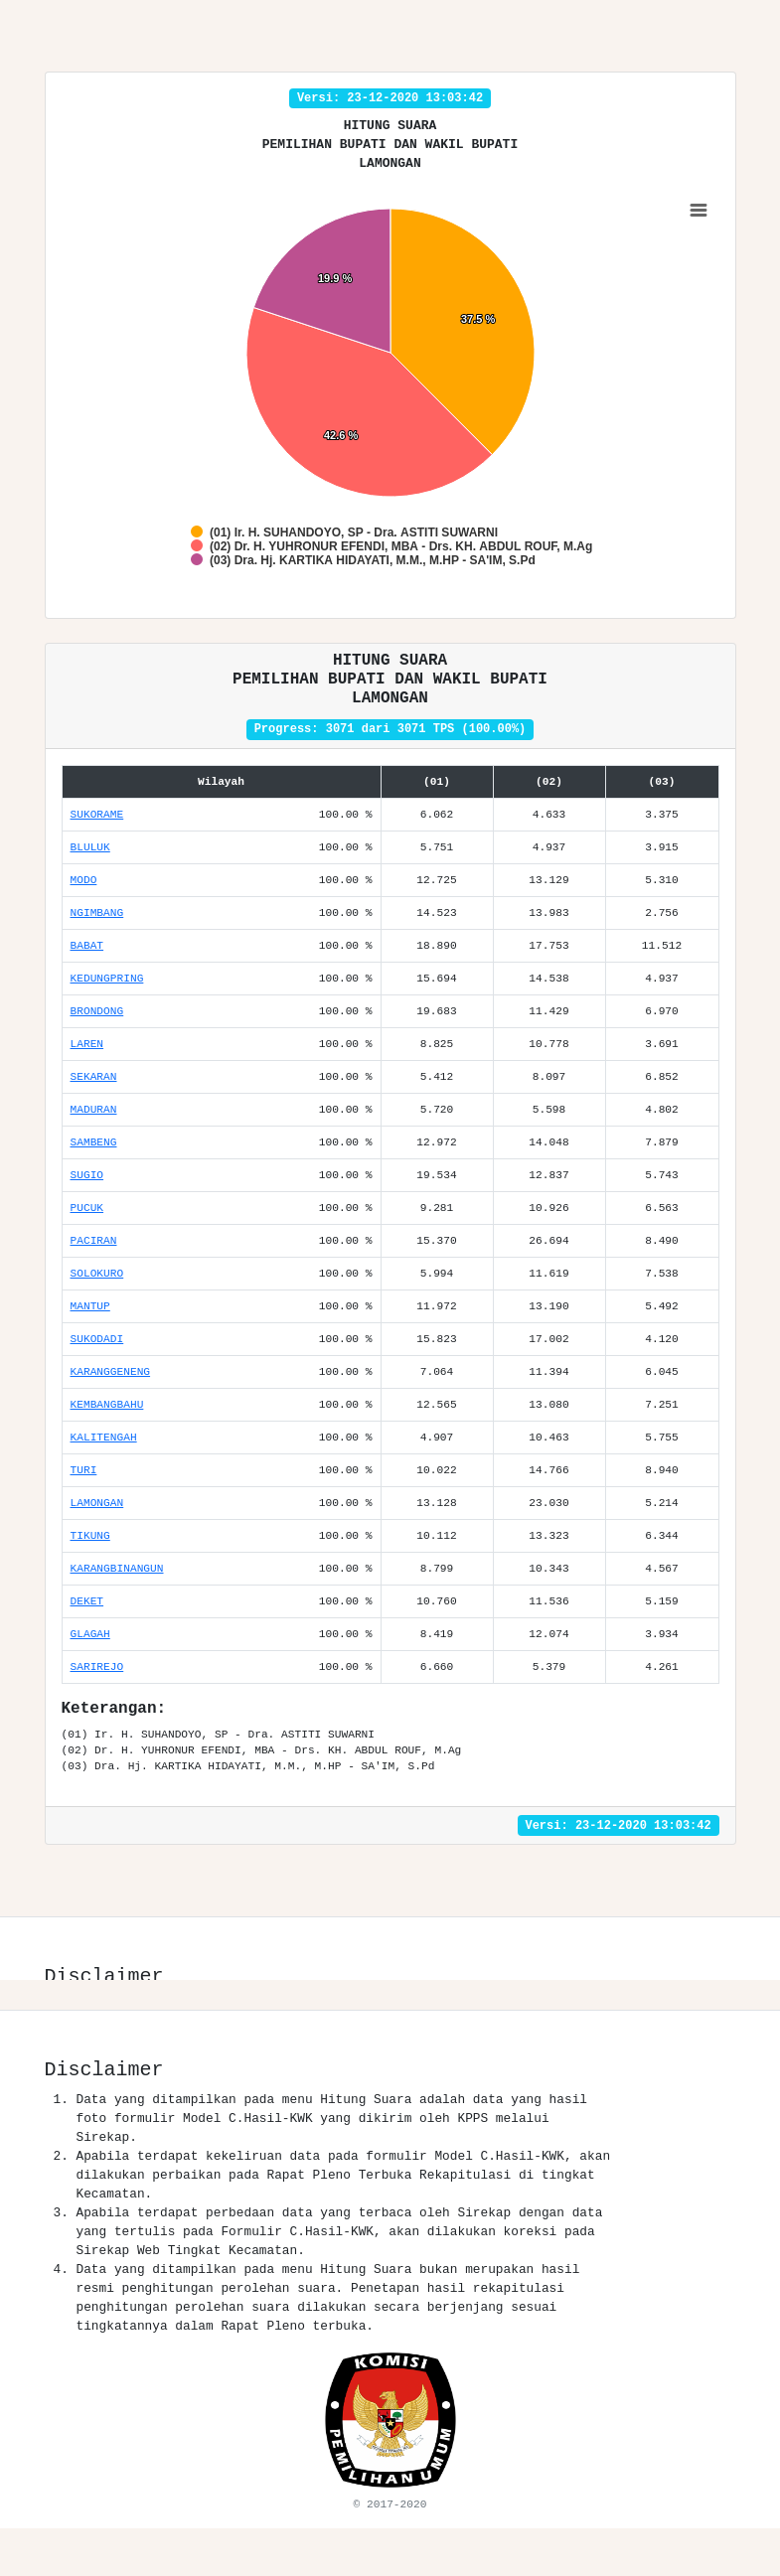 Versi: 23-12-2020 13:03:42
HITUNG SUARA
PEMILIHAN BUPATI DAN WAKIL BUPATI
LAMONGAN
19.9 %
37.5 %
42.6 %
(01) Ir. H. SUHANDOYO, SP - Dra. ASTITI SUWARNI
(02) Dr. H. YUHRONUR EFENDI, MBA - Drs. KH. ABDUL ROUF, M.Ag
(03) Dra. Hj. KARTIKA HIDAYATI, M.M., M.HP - SA'IM, S.Pd
HITUNG SUARA
PEMILIHAN BUPATI DAN WAKIL BUPATI
LAMONGAN
Progress: 3071 dari 3071 TPS (100.00%)
Wilayah (01) (02) (03)
SUKORAME 100.00 % 6.062 4.633 3.375
BLULUK 100.00 % 5.751 4.937 3.915
MODO 100.00 % 12.725 13.129 5.310
NGIMBANG 100.00 % 14.523 13.983 2.756
BABAT 100.00 % 18.890 17.753 11.512
KEDUNGPRING 100.00 % 15.694 14.538 4.937
BRONDONG 100.00 % 19.683 11.429 6.970
LAREN 100.00 % 8.825 10.778 3.691
SEKARAN 100.00 % 5.412 8.097 6.852
MADURAN 100.00 % 5.720 5.598 4.802
SAMBENG 100.00 % 12.972 14.048 7.879
SUGIO 100.00 % 19.534 12.837 5.743
PUCUK 100.00 % 9.281 10.926 6.563
PACIRAN 100.00 % 15.370 26.694 8.490
SOLOKURO 100.00 % 5.994 11.619 7.538
MANTUP 100.00 % 11.972 13.190 5.492
SUKODADI 100.00 % 15.823 17.002 4.120
KARANGGENENG 100.00 % 7.064 11.394 6.045
KEMBANGBAHU 100.00 % 12.565 13.080 7.251
KALITENGAH 100.00 % 4.907 10.463 5.755
TURI 100.00 % 10.022 14.766 8.940
LAMONGAN 100.00 % 13.128 23.030 5.214
TIKUNG 100.00 % 10.112 13.323 6.344
KARANGBINANGUN 100.00 % 8.799 10.343 4.567
DEKET 100.00 % 10.760 11.536 5.159
GLAGAH 100.00 % 8.419 12.074 3.934
SARIREJO 100.00 % 6.660 5.379 4.261
Keterangan:
(01) Ir. H. SUHANDOYO, SP - Dra. ASTITI SUWARNI
(02) Dr. H. YUHRONUR EFENDI, MBA - Drs. KH. ABDUL ROUF, M.Ag
(03) Dra. Hj. KARTIKA HIDAYATI, M.M., M.HP - SA'IM, S.Pd
Versi: 23-12-2020 13:03:42
Disclaimer
Disclaimer
1. Data yang ditampilkan pada menu Hitung Suara adalah data yang hasil
foto formulir Model C.Hasil-KWK yang dikirim oleh KPPS melalui
Sirekap.
2. Apabila terdapat kekeliruan data pada formulir Model C.Hasil-KWK, akan
dilakukan perbaikan pada Rapat Pleno Terbuka Rekapitulasi di tingkat
Kecamatan.
3. Apabila terdapat perbedaan data yang terbaca oleh Sirekap dengan data
yang tertulis pada Formulir C.Hasil-KWK, akan dilakukan koreksi pada
Sirekap Web Tingkat Kecamatan.
4. Data yang ditampilkan pada menu Hitung Suara bukan merupakan hasil
resmi penghitungan perolehan suara. Penetapan hasil rekapitulasi
penghitungan perolehan suara dilakukan secara berjenjang sesuai
tingkatannya dalam Rapat Pleno terbuka.
KOMISI
PEMILIHAN UMUM
© 2017-2020